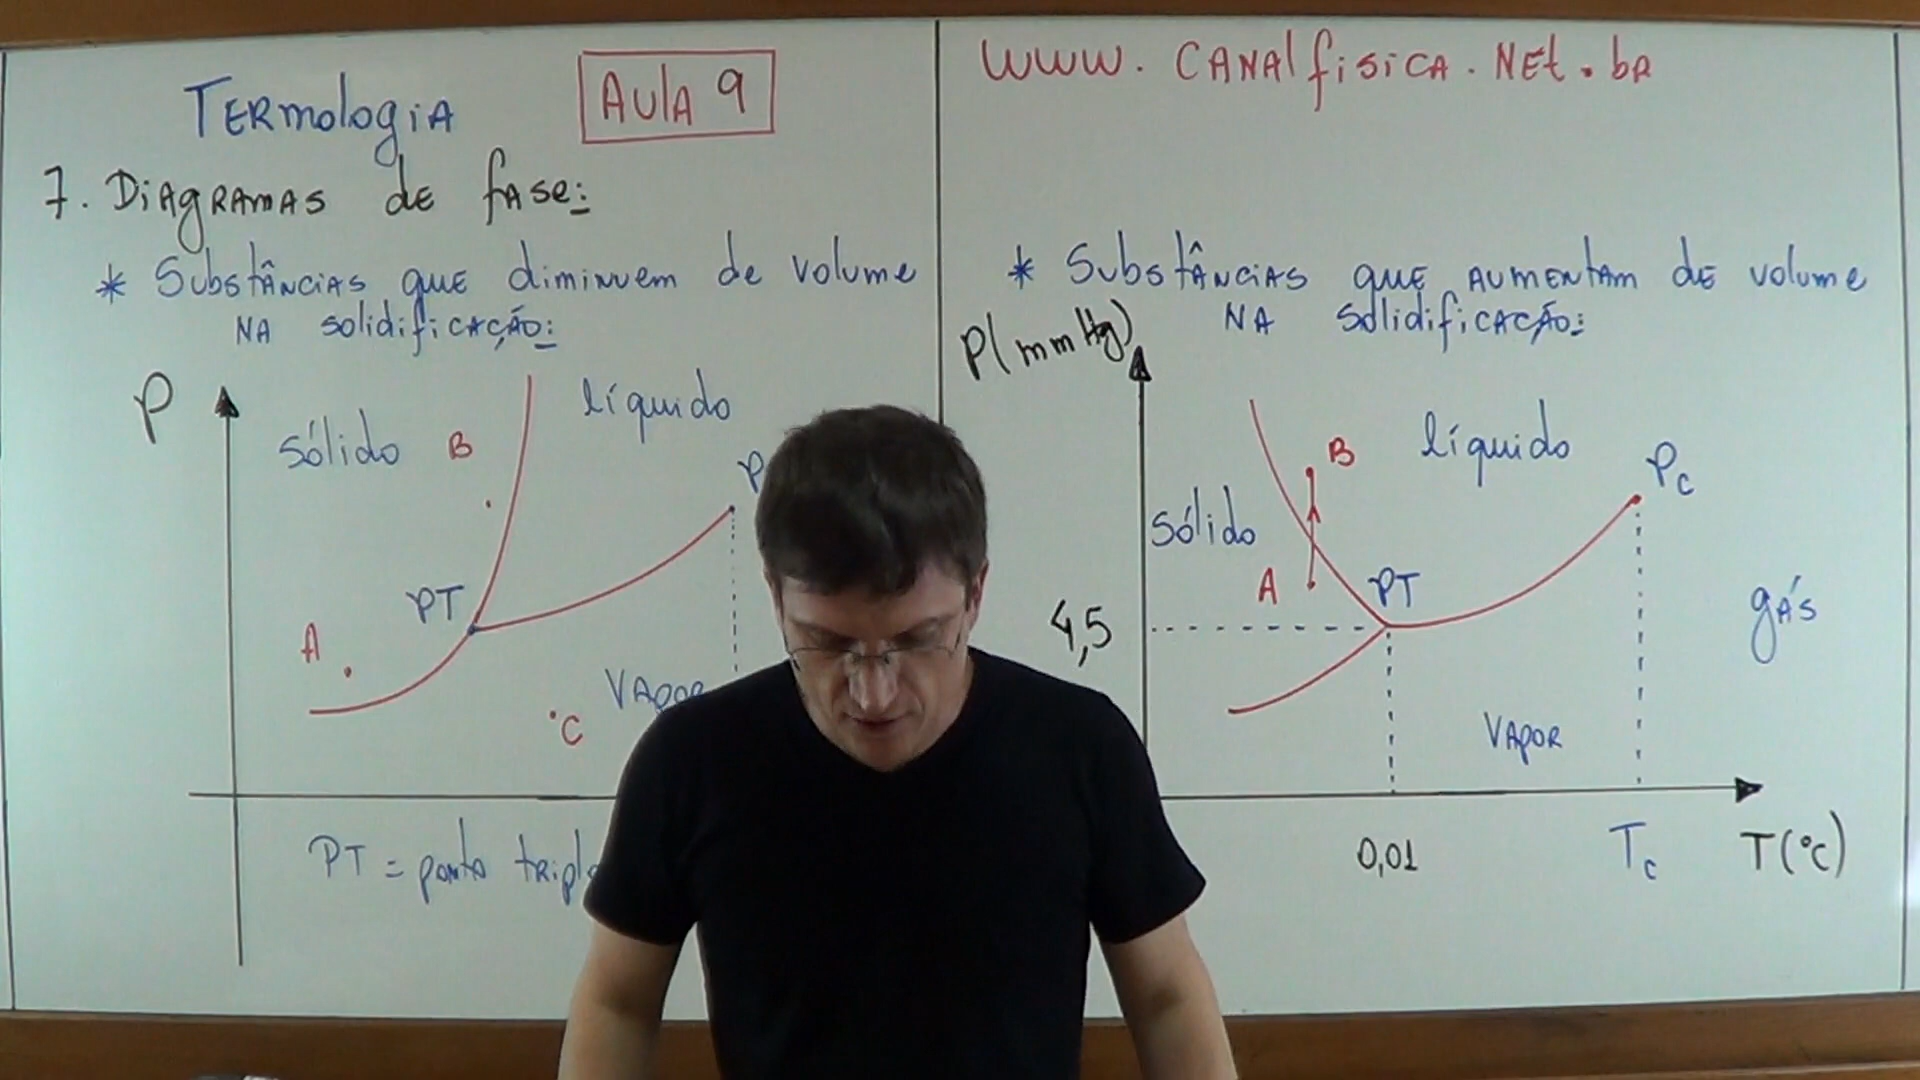 Termologia
Aula 9
www.canalfisica.net.br
7. Diagramas de fase:
* Substâncias que diminuem de volume
na solidificação:
* Substâncias que aumentam de volume
na solidificação:
P
sólido
B
líquido
P
PT
A
Vapor
°C
PT = ponto triplo
P(mmHg)
sólido
B
líquido
Pc
A
PT
4,5
gás
Vapor
0,01
Tc
T(°C)